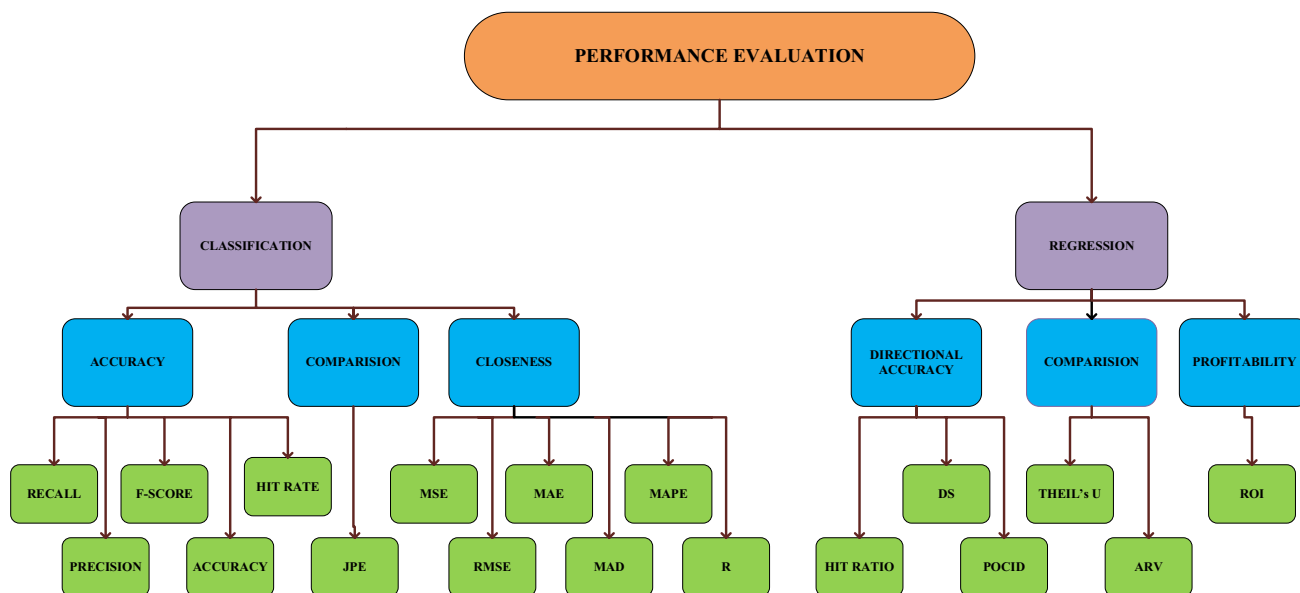 PERFORMANCE EVALUATION
CLASSIFICATION
REGRESSION
ACCURACY
COMPARISION
CLOSENESS
DIRECTIONAL
ACCURACY
COMPARISION
PROFITABILITY
RECALL
F-SCORE
HIT RATE
MSE
MAE
MAPE
DS
THEIL's U
ROI
PRECISION
ACCURACY
JPE
RMSE
MAD
R
HIT RATIO
POCID
ARV